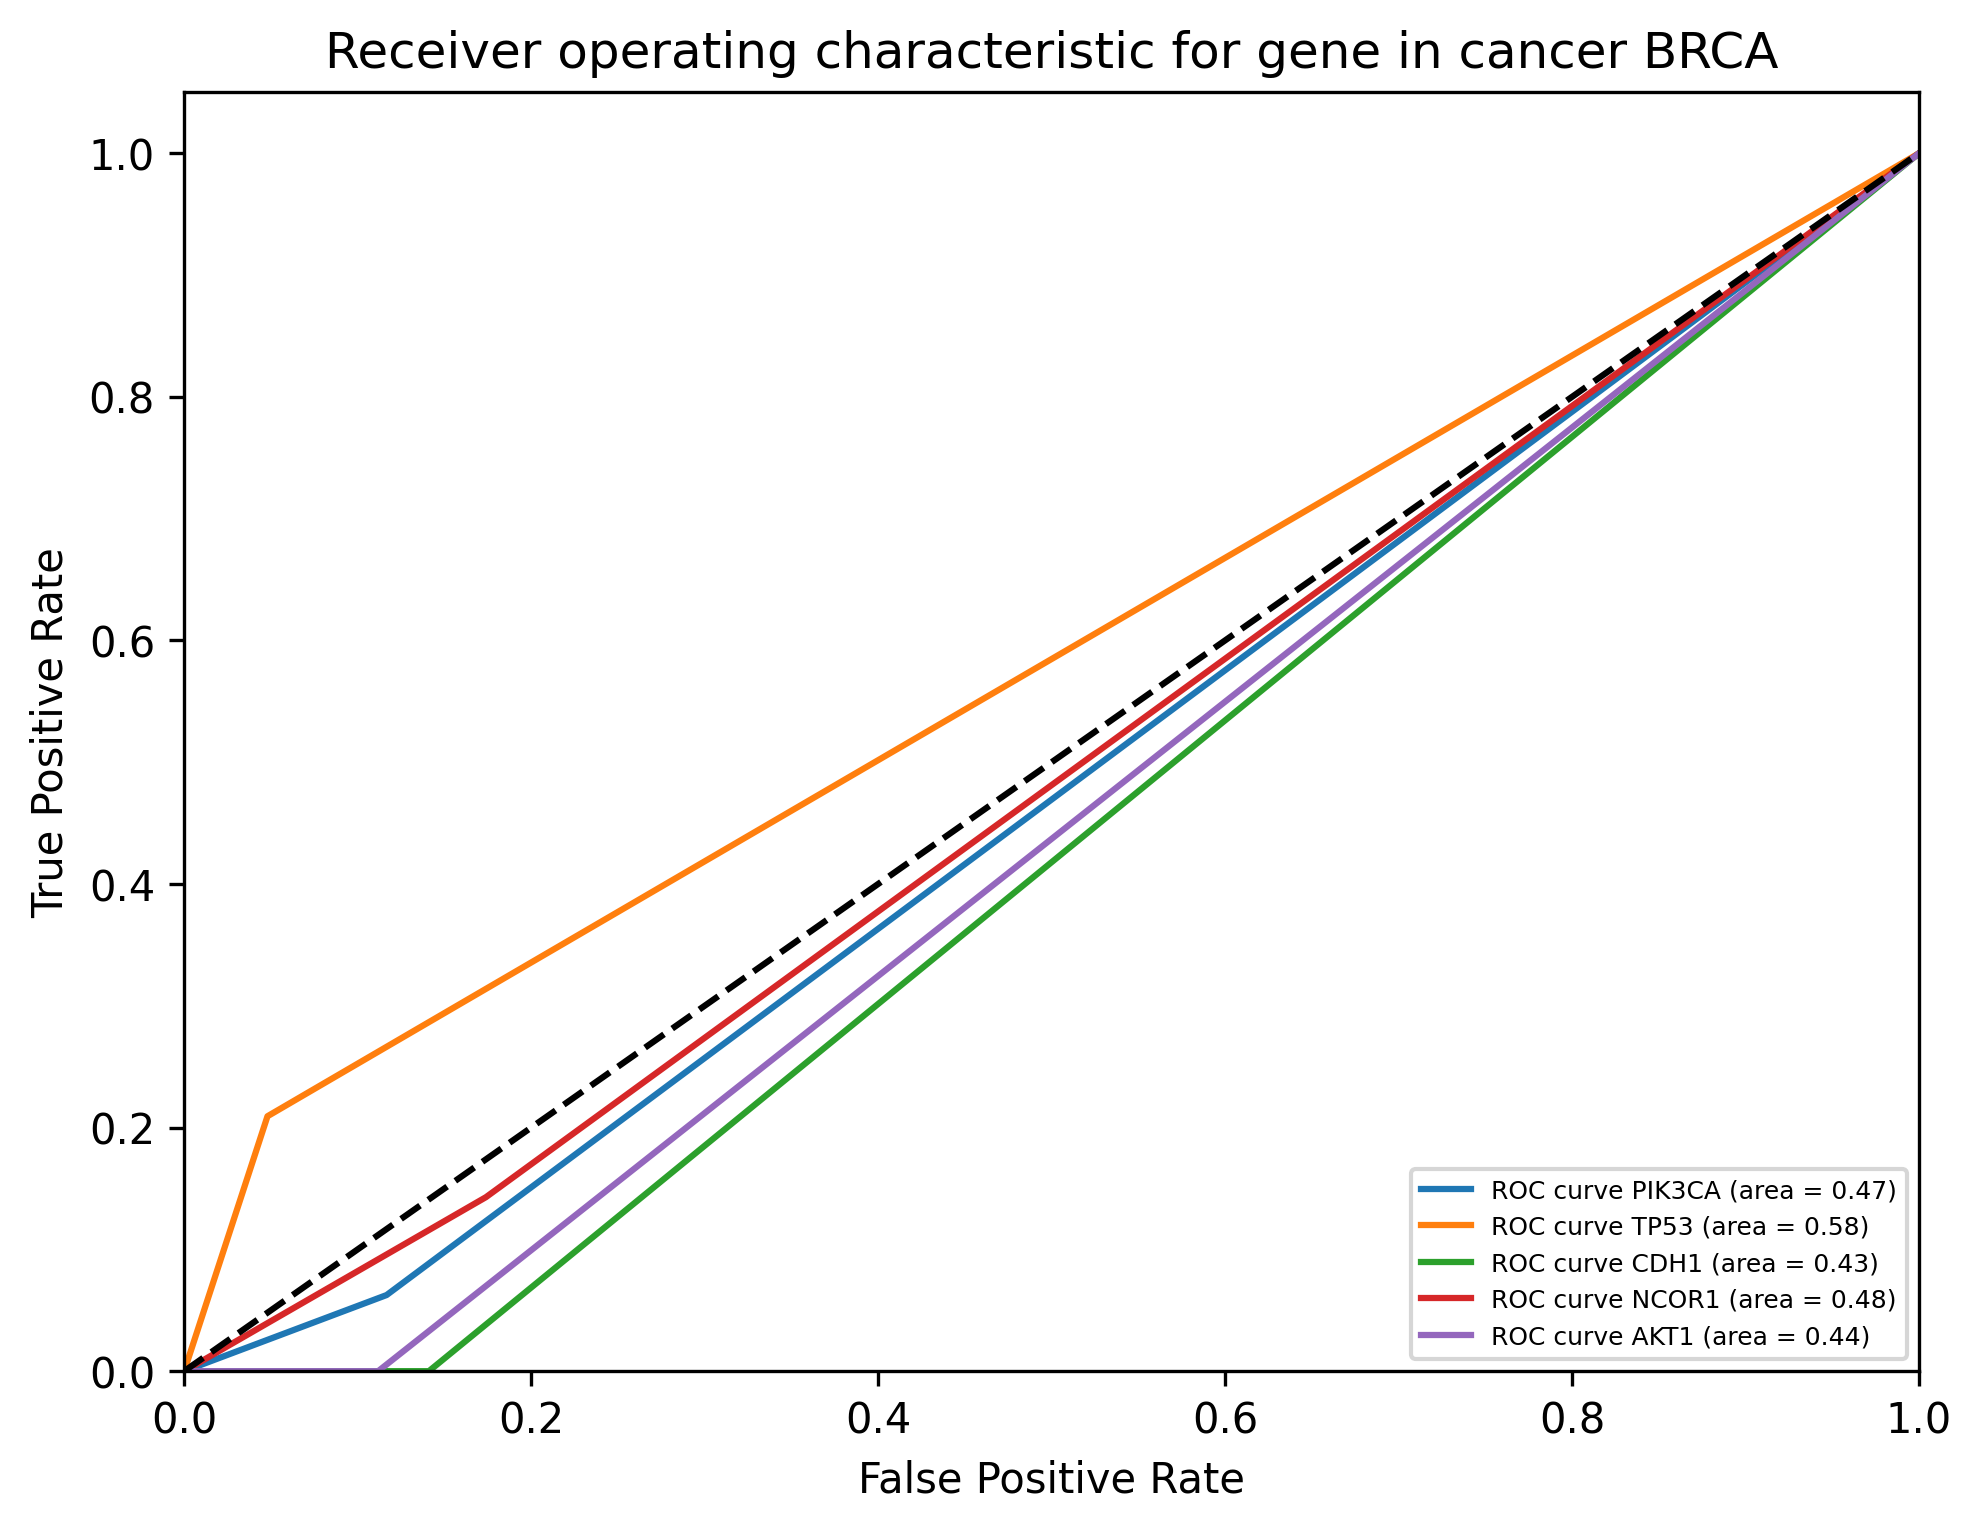 Receiver operating characteristic for gene in cancer BRCA
1.0
0.8
0.6
0.4
0.2
0.0
True Positive Rate
0.0 0.2 0.4 0.6 0.8 1.0
False Positive Rate
ROC curve PIK3CA (area = 0.47)
ROC curve TP53 (area = 0.58)
ROC curve CDH1 (area = 0.43)
ROC curve NCOR1 (area = 0.48)
ROC curve AKT1 (area = 0.44)